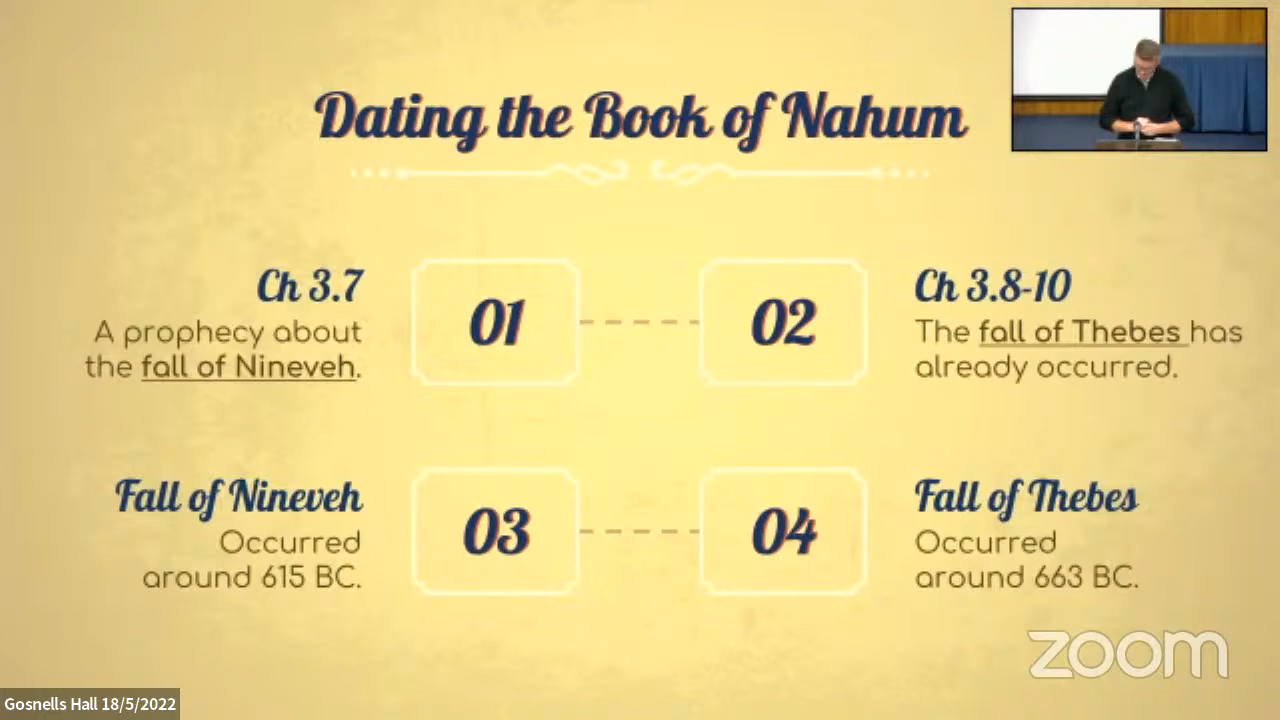 Dating the Book of Nahum
Ch 3.7
A prophecy about
the fall of Nineveh.
01
02
Ch 3.8-10
The fall of Thebes has
already occurred.
Fall of Nineveh
Occurred
around 615 BC.
03
04
Fall of Thebes
Occurred
around 663 BC.
zoom
Gosnells Hall 18/5/2022